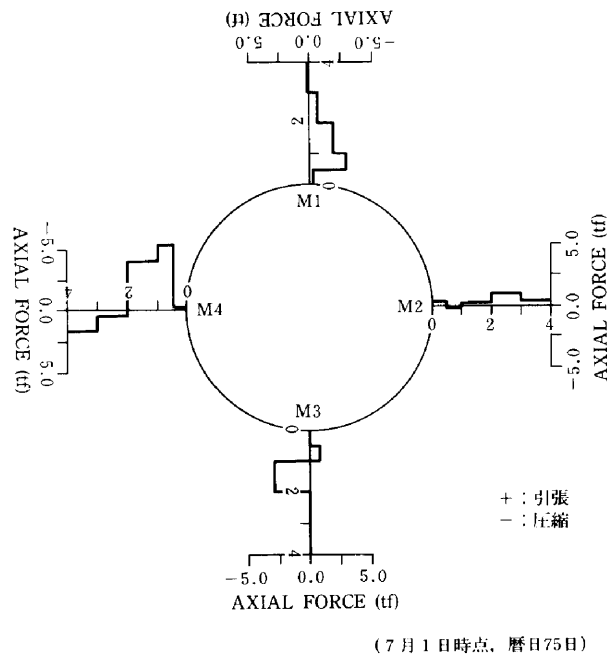 AXIAL FORCE (tf)
5.0 0.0 -5.0
4
2
0
M1
AXIAL FORCE (tf)
-5.0
0.0
5.0
4
2
0
M4
M2
0
2
4
5.0
0.0
-5.0
AXIAL FORCE (tf)
M3
0
2
4
-5.0 0.0 5.0
AXIAL FORCE (tf)
+：引張
−：圧縮
(7月1日時点，暦日75日)